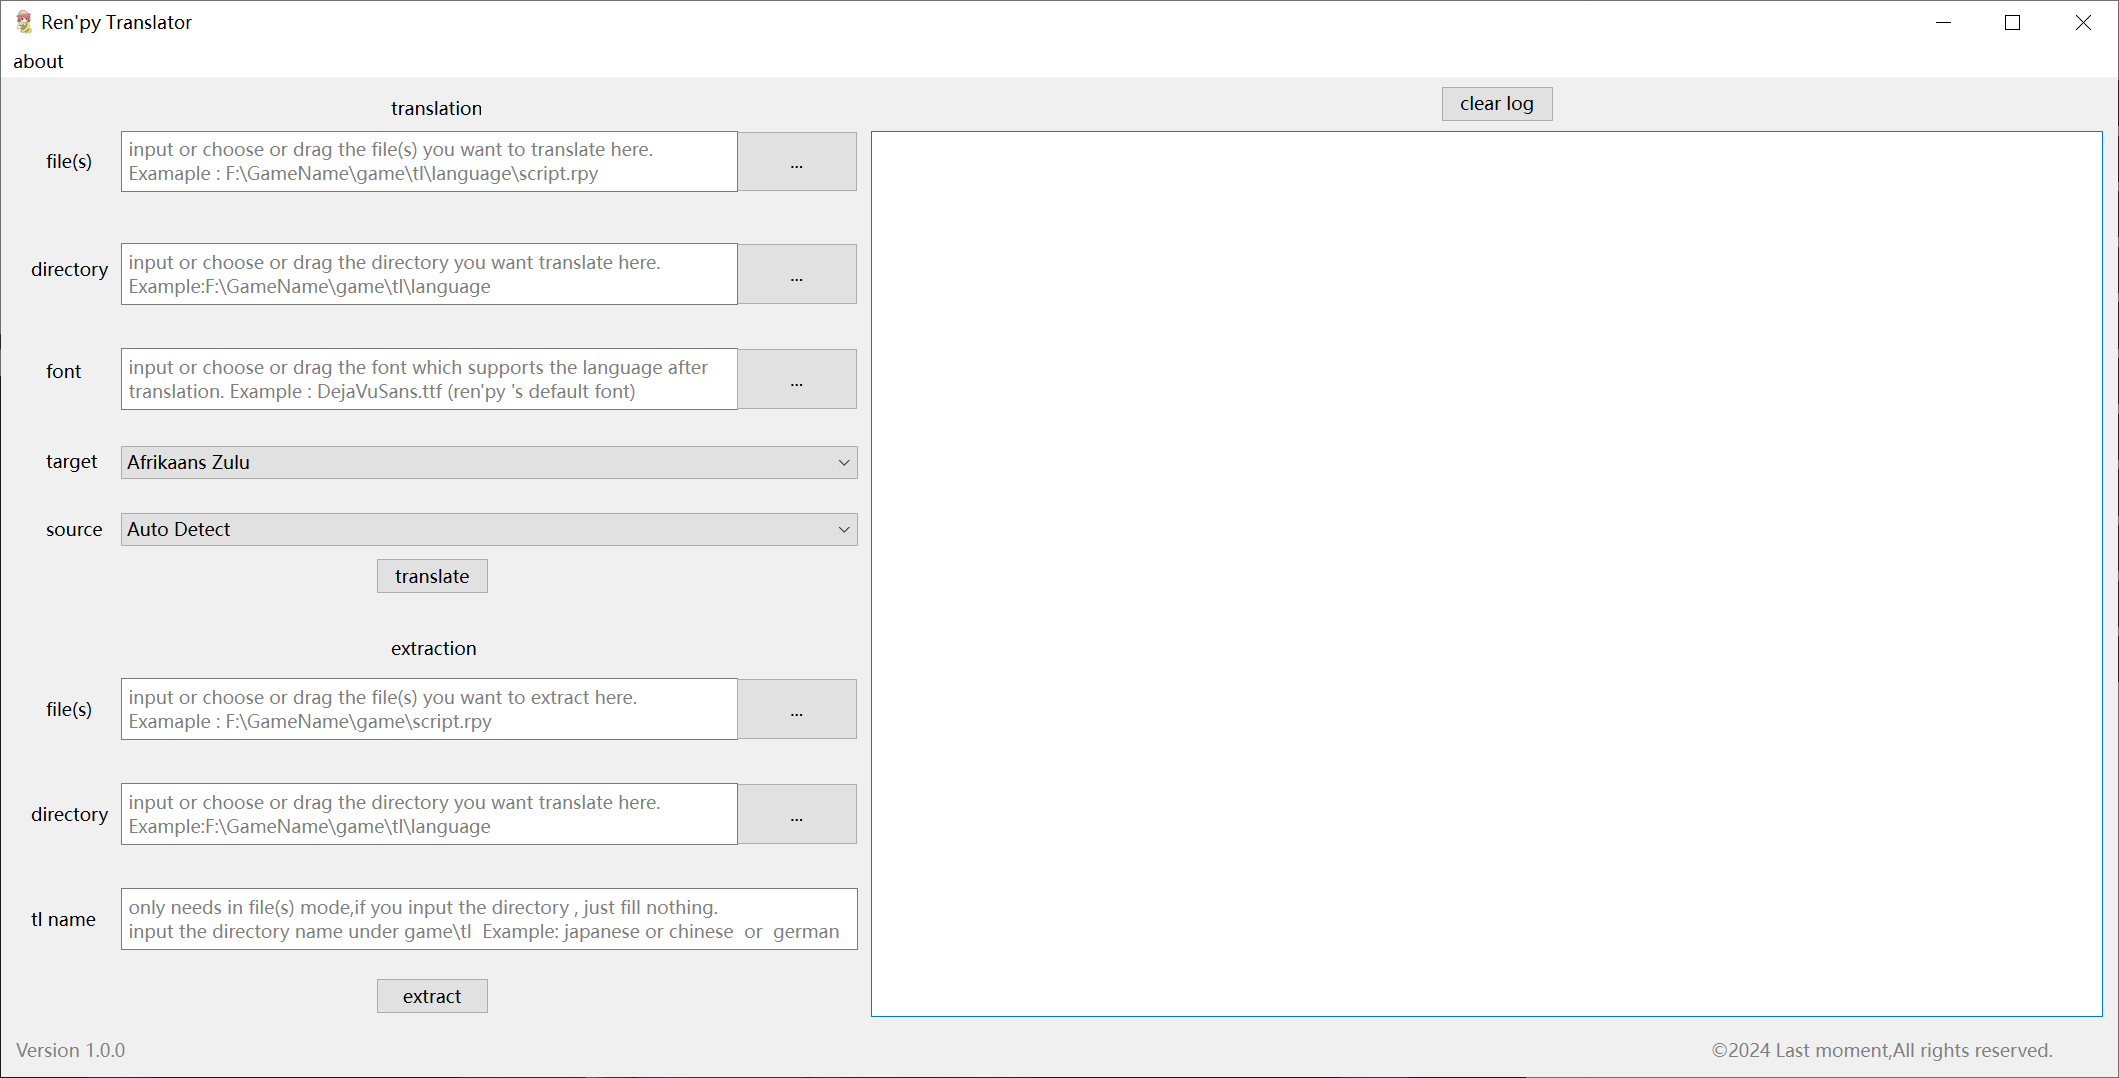 Ren'py Translator
about
translation
clear log
file(s)
input or choose or drag the file(s) you want to translate here.
Examaple : F:\GameName\game\tl\language\script.rpy
...
directory
input or choose or drag the directory you want translate here.
Example:F:\GameName\game\tl\language
...
font
input or choose or drag the font which supports the language after
translation. Example : DejaVuSans.ttf (ren'py 's default font)
...
target
Afrikaans Zulu
source
Auto Detect
translate
extraction
file(s)
input or choose or drag the file(s) you want to extract here.
Examaple : F:\GameName\game\script.rpy
...
directory
input or choose or drag the directory you want translate here.
Example:F:\GameName\game\tl\language
...
tl name
only needs in file(s) mode,if you input the directory , just fill nothing.
input the directory name under game\tl  Example: japanese or chinese  or  german
extract
Version 1.0.0
©2024 Last moment,All rights reserved.